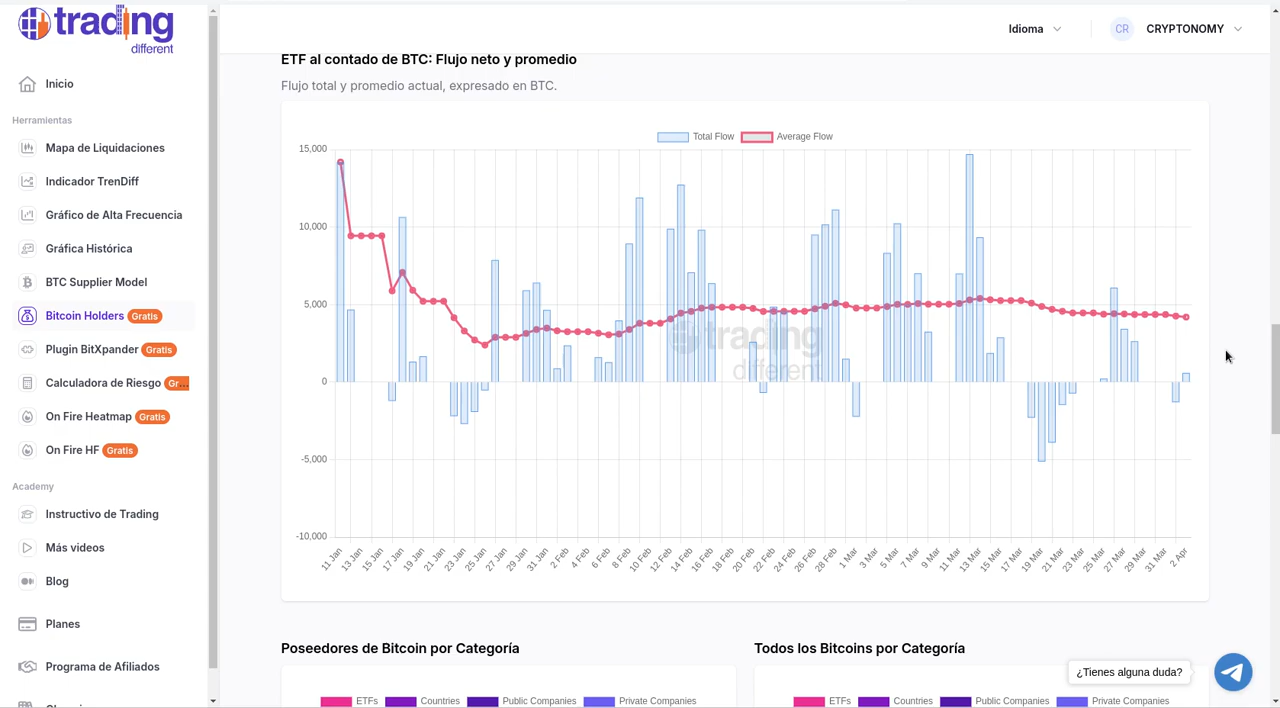 trading
different
Idioma
CR
CRYPTONOMY
Inicio
Herramientas
Mapa de Liquidaciones
Indicador TrenDiff
Gráfico de Alta Frecuencia
Gráfica Histórica
BTC Supplier Model
Bitcoin Holders Gratis
Plugin BitXpander Gratis
Calculadora de Riesgo Gr...
On Fire Heatmap Gratis
On Fire HF Gratis
Academy
Instructivo de Trading
Más videos
Blog
Planes
Programa de Afiliados
ETF al contado de BTC: Flujo neto y promedio
Flujo total y promedio actual, expresado en BTC.
Total Flow Average Flow
15,000
10,000
5,000
0
-5,000
-10,000
trading
different
11 Jan 13 Jan 15 Jan 17 Jan 19 Jan 21 Jan 23 Jan 25 Jan 27 Jan 29 Jan 31 Jan 2 Feb 4 Feb 6 Feb 8 Feb 10 Feb 12 Feb 14 Feb 16 Feb 18 Feb 20 Feb 22 Feb 24 Feb 26 Feb 28 Feb 1 Mar 3 Mar 5 Mar 7 Mar 9 Mar 11 Mar 13 Mar 15 Mar 17 Mar 19 Mar 21 Mar 23 Mar 25 Mar 27 Mar 29 Mar 31 Mar 2 Apr
Poseedores de Bitcoin por Categoría
ETFs Countries Public Companies Private Companies
Todos los Bitcoins por Categoría
ETFs Countries Public Companies Private Companies
¿Tienes alguna duda?